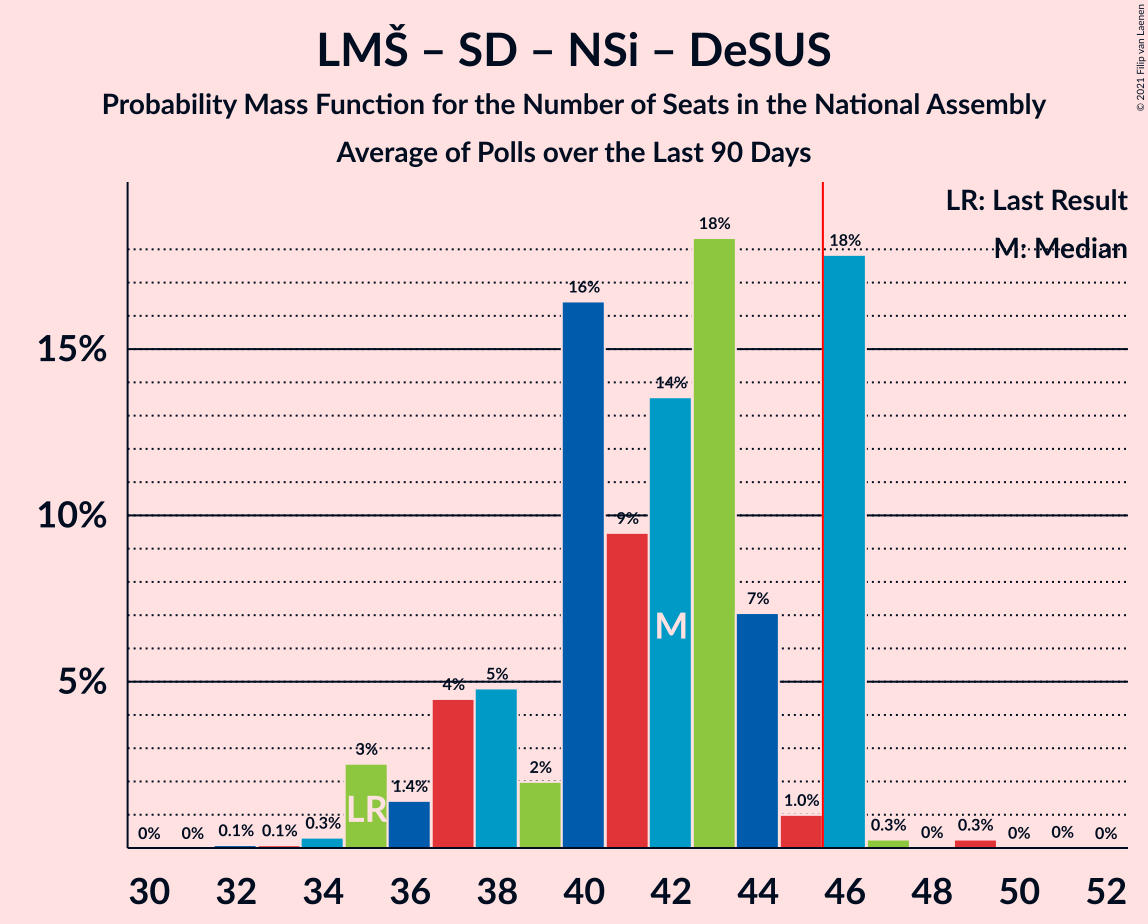 LMŠ – SD – NSi – DeSUS
Probability Mass Function for the Number of Seats in the National Assembly
Average of Polls over the Last 90 Days
© 2021 Filip van Laenen
LR: Last Result
M: Median
15%
10%
5%
0% 0% 0.1% 0.1% 0.3% 3% 1.4% 4% 5% 2% 16% 9% 14% 18% 7% 1.0% 18% 0.3% 0% 0.3% 0% 0% 0%
LR M
30 32 34 36 38 40 42 44 46 48 50 52